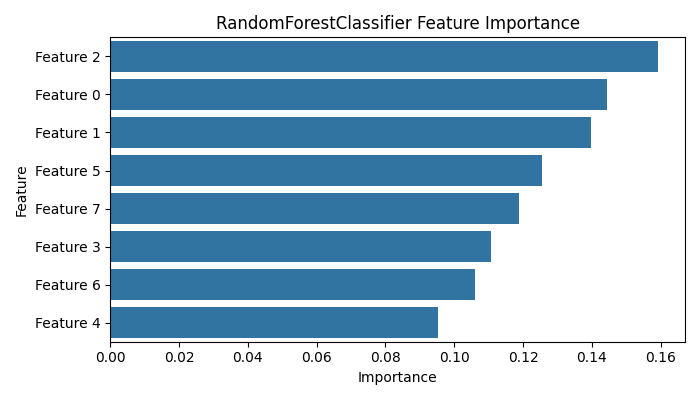 RandomForestClassifier Feature Importance
Feature
Feature 2
Feature 0
Feature 1
Feature 5
Feature 7
Feature 3
Feature 6
Feature 4
0.00 0.02 0.04 0.06 0.08 0.10 0.12 0.14 0.16
Importance